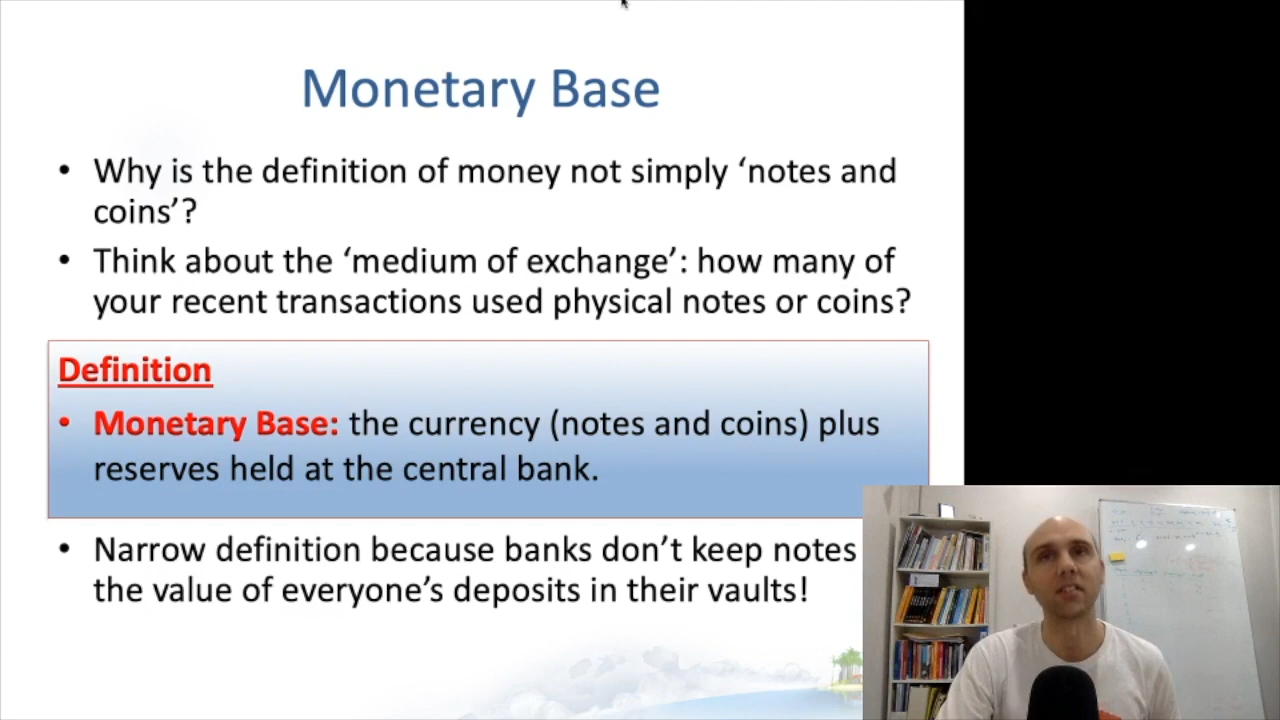 Monetary Base
• Why is the definition of money not simply ‘notes and
coins’?
• Think about the ‘medium of exchange’: how many of
your recent transactions used physical notes or coins?
Definition
• Monetary Base: the currency (notes and coins) plus
reserves held at the central bank.
• Narrow definition because banks don’t keep notes
the value of everyone’s deposits in their vaults!